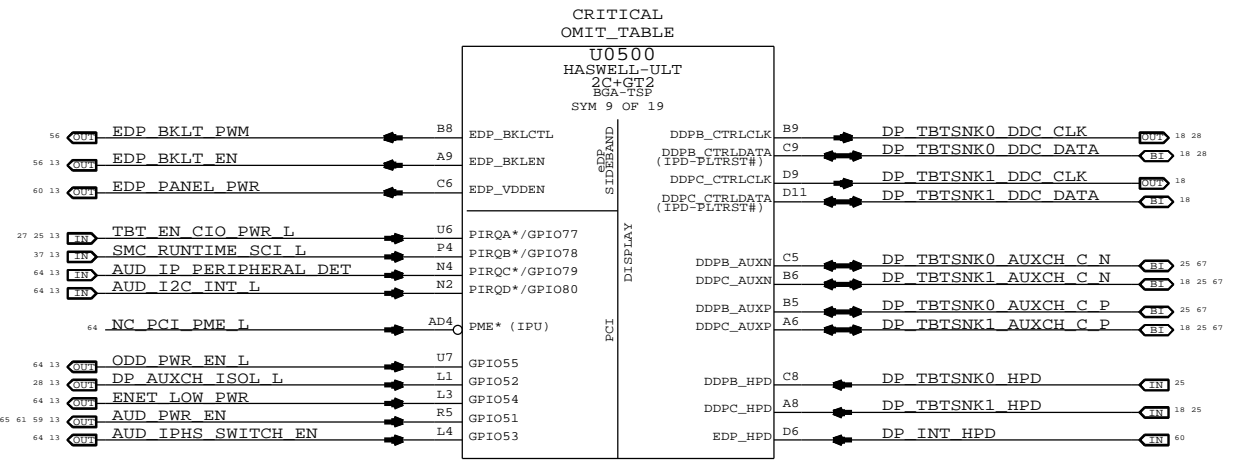 CRITICAL
OMIT_TABLE
U0500
HASWELL-ULT
2C+GT2
BGA-TSP
SYM 9 OF 19
56 OUT EDP_BKLT_PWM B8 EDP_BKLCTL
56 13 OUT EDP_BKLT_EN A9 EDP_BKLEN
60 13 OUT EDP_PANEL_PWR C6 EDP_VDDEN
eDP SIDEBAND
27 25 13 IN TBT_EN_CIO_PWR_L U6 PIRQA*/GPIO77
37 13 IN SMC_RUNTIME_SCI_L P4 PIRQB*/GPIO78
64 13 IN AUD_IP_PERIPHERAL_DET N4 PIRQC*/GPIO79
64 13 IN AUD_I2C_INT_L N2 PIRQD*/GPIO80
64 NC_PCI_PME_L AD4 PME* (IPU)
PCI
64 13 OUT ODD_PWR_EN_L U7 GPIO55
28 13 OUT DP_AUXCH_ISOL_L L1 GPIO52
64 13 OUT ENET_LOW_PWR L3 GPIO54
65 61 59 13 OUT AUD_PWR_EN R5 GPIO51
64 13 OUT AUD_IPHS_SWITCH_EN L4 GPIO53
DISPLAY
DDPB_CTRLCLK B9 DP_TBTSNK0_DDC_CLK OUT 18 28
DDPB_CTRLDATA C9 DP_TBTSNK0_DDC_DATA BI 18 28
(IPD-PLTRST#)
DDPC_CTRLCLK D9 DP_TBTSNK1_DDC_CLK OUT 18
DDPC_CTRLDATA D11 DP_TBTSNK1_DDC_DATA BI 18
(IPD-PLTRST#)
DDPB_AUXN C5 DP_TBTSNK0_AUXCH_C_N BI 25 67
DDPC_AUXN B6 DP_TBTSNK1_AUXCH_C_N BI 18 25 67
DDPB_AUXP B5 DP_TBTSNK0_AUXCH_C_P BI 25 67
DDPC_AUXP A6 DP_TBTSNK1_AUXCH_C_P BI 18 25 67
DDPB_HPD C8 DP_TBTSNK0_HPD IN 25
DDPC_HPD A8 DP_TBTSNK1_HPD IN 18 25
EDP_HPD D6 DP_INT_HPD IN 60